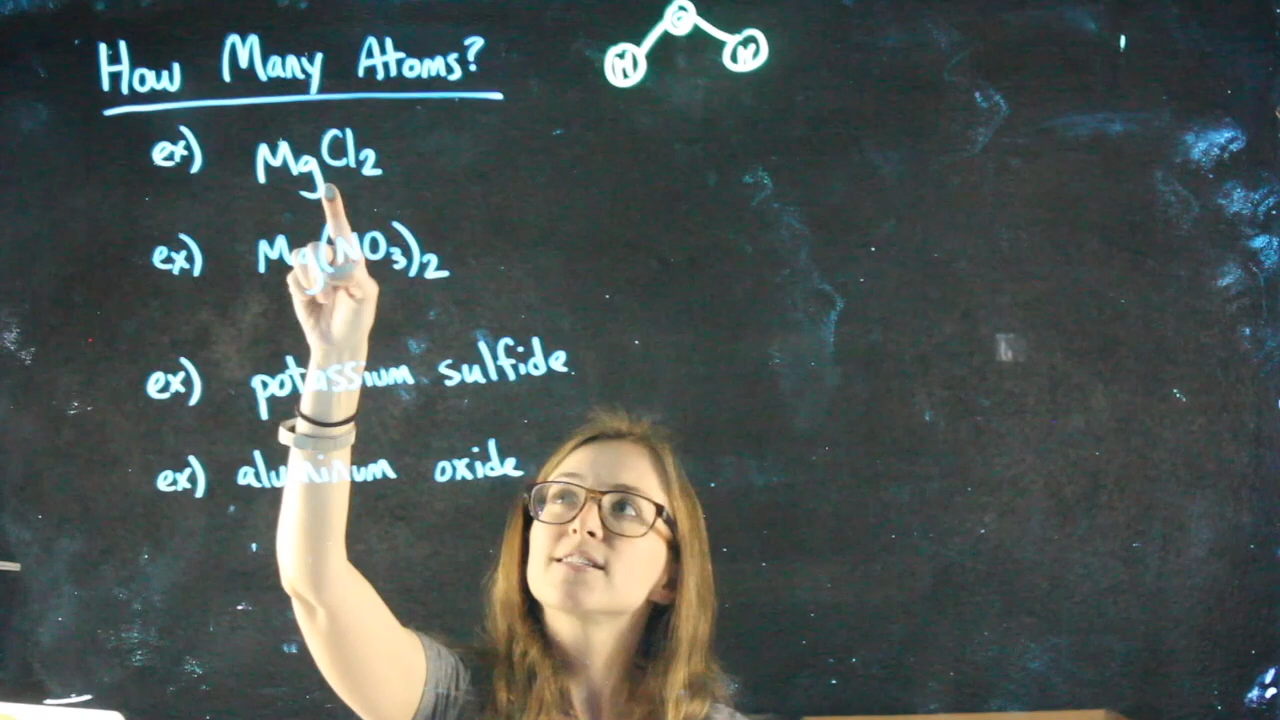 How Many Atoms?
ex) MgCl2
ex) Mg(NO3)2
ex) potassium sulfide
ex) aluminum oxide
H